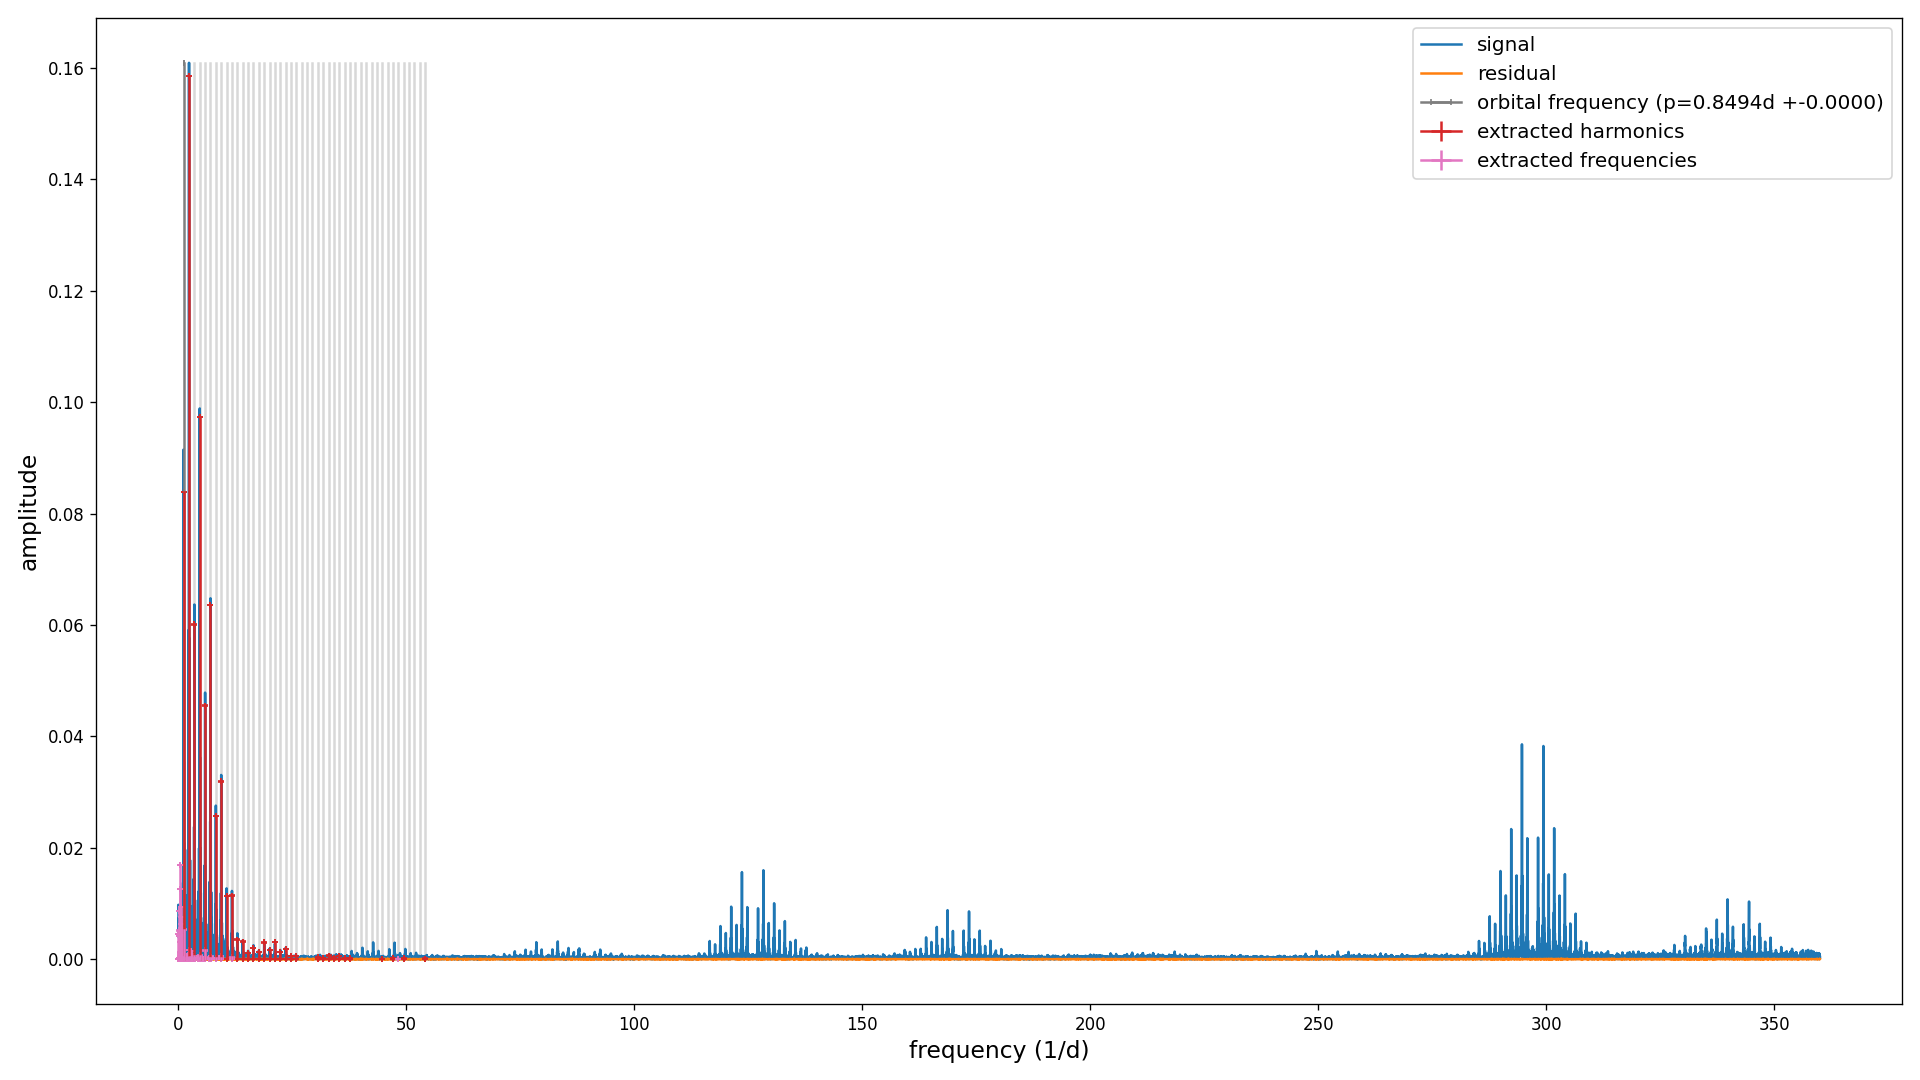 signal
residual
orbital frequency (p=0.8494d +-0.0000)
extracted harmonics
extracted frequencies
0.16
0.14
0.12
0.10
0.08
0.06
0.04
0.02
0.00
amplitude
0 50 100 150 200 250 300 350
frequency (1/d)